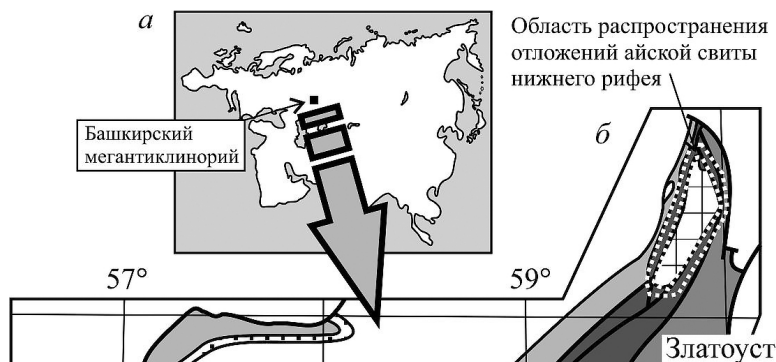 а
Область распространения
отложений айской свиты
нижнего рифея
Башкирский
мегантиклинорий
б
57°
59°
Златоуст